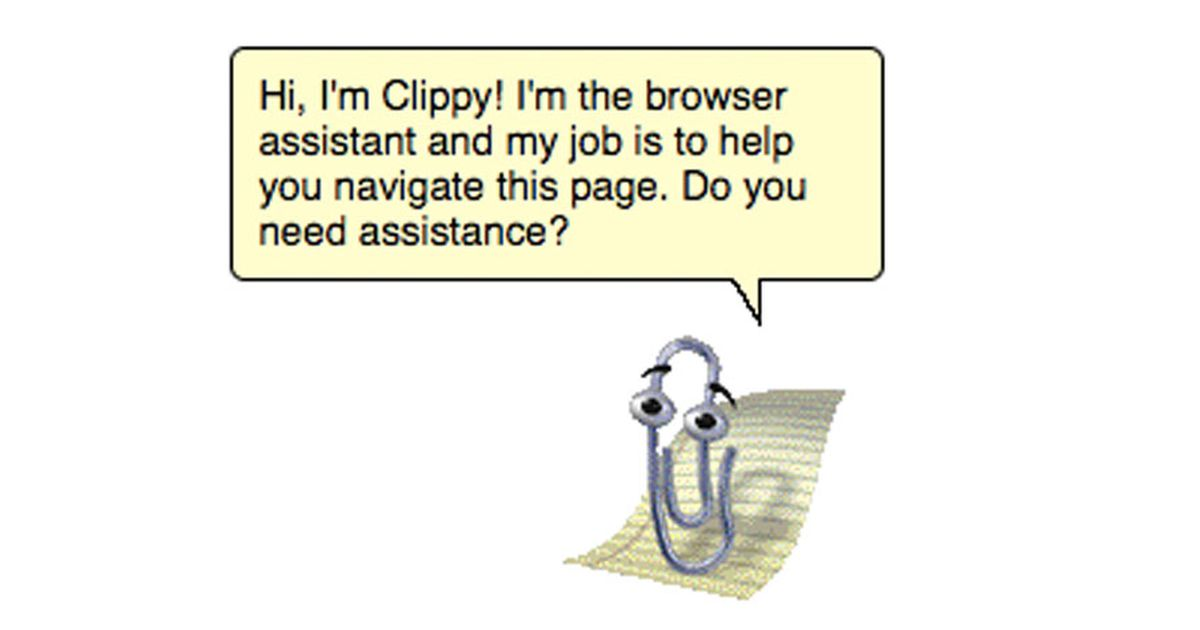 Hi, I'm Clippy! I'm the browser
assistant and my job is to help
you navigate this page. Do you
need assistance?